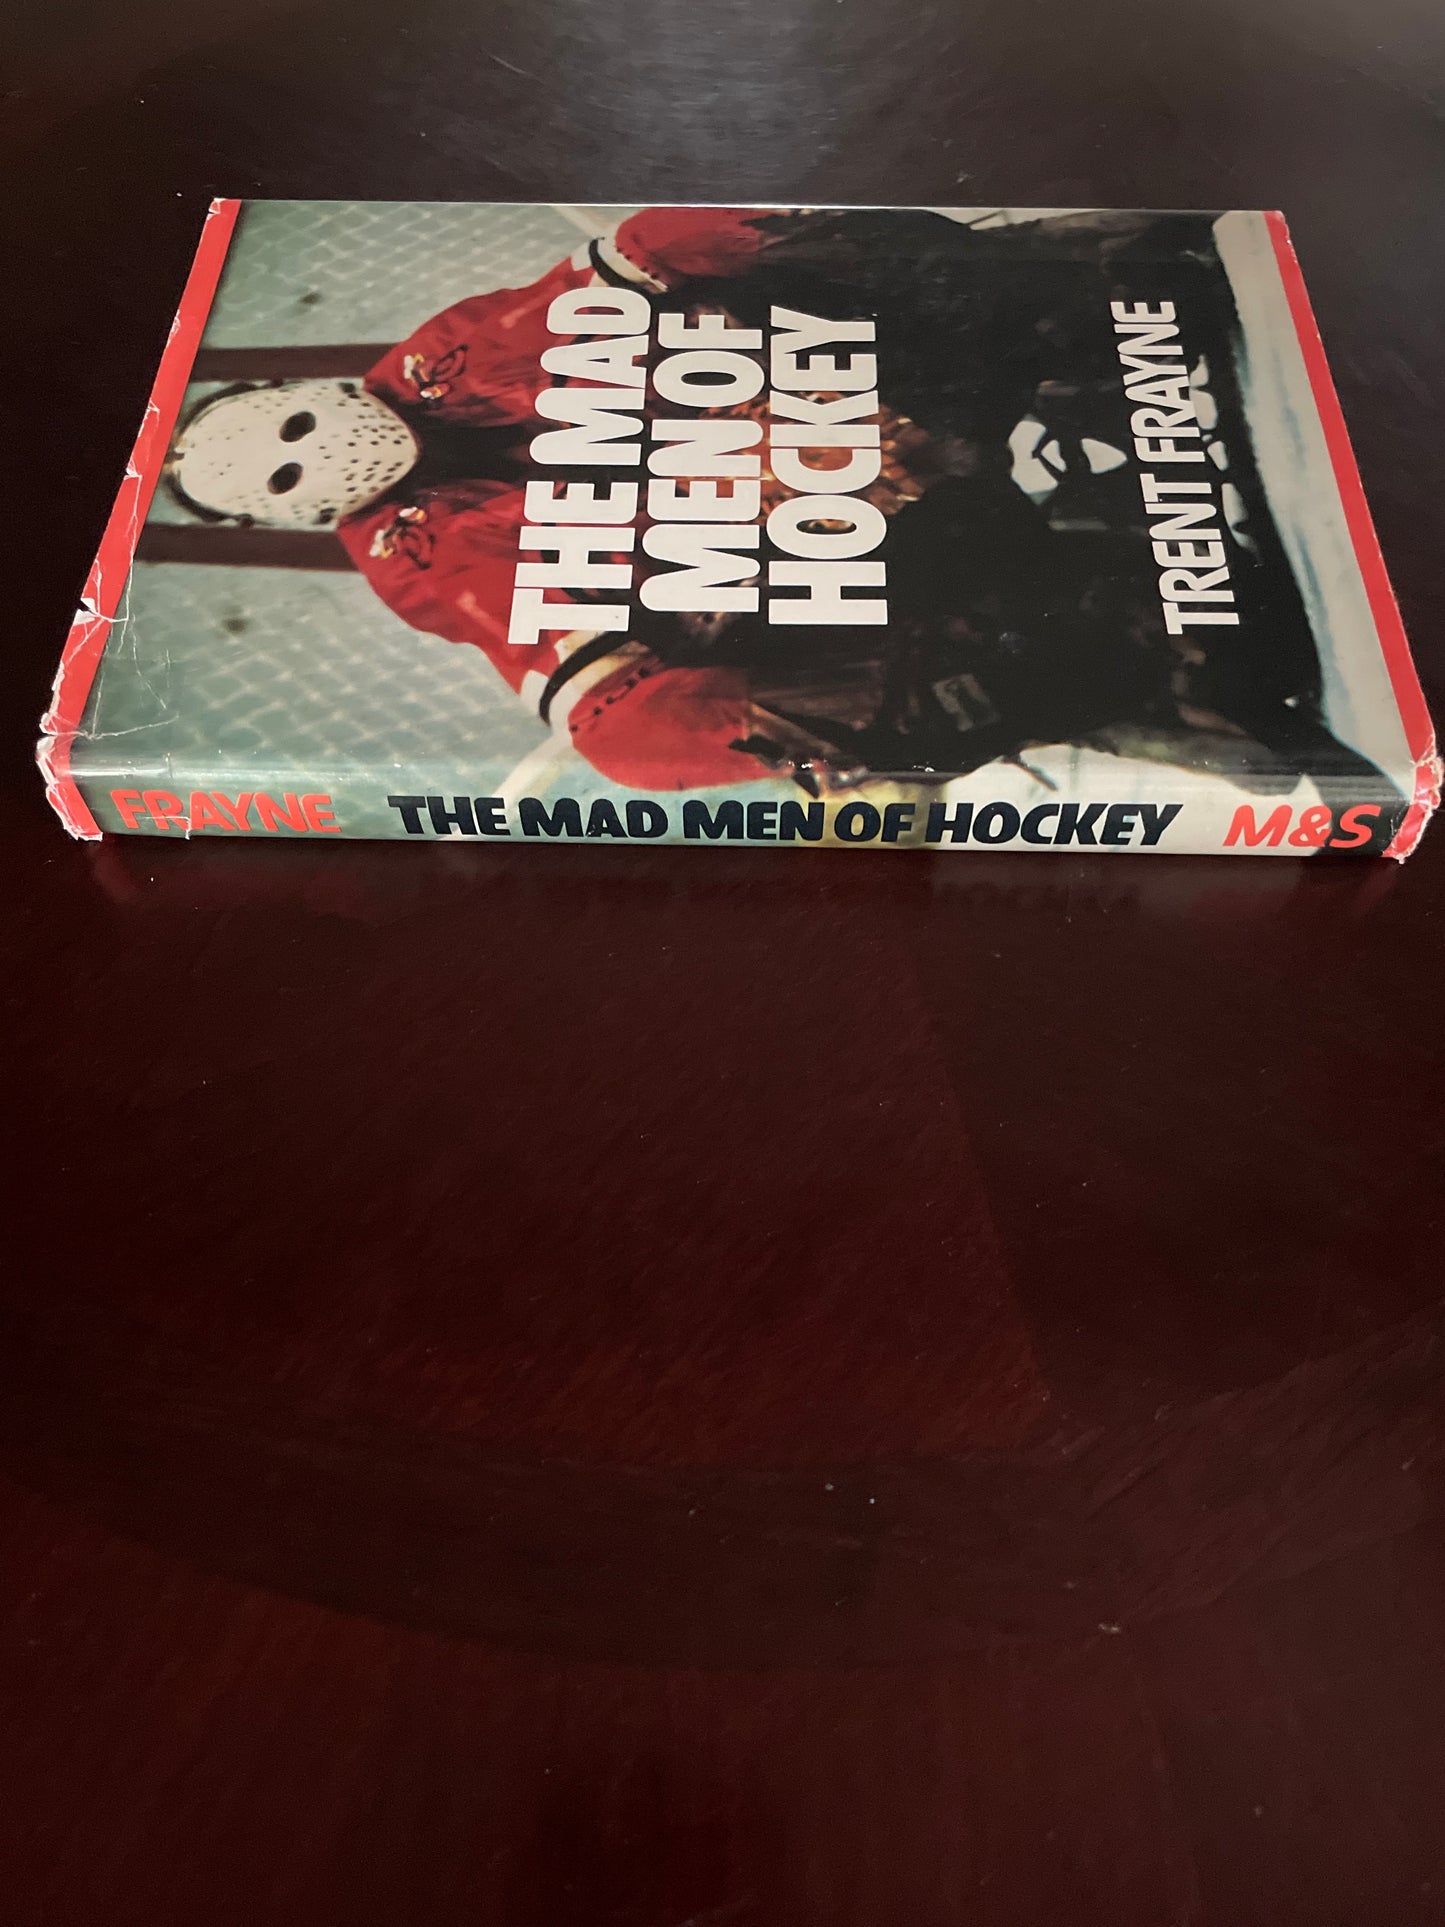 THE MAD
MEN OF
HOCKEY
TRENT FRAYNE
FRAYNE THE MAD MEN OF HOCKEY M&S